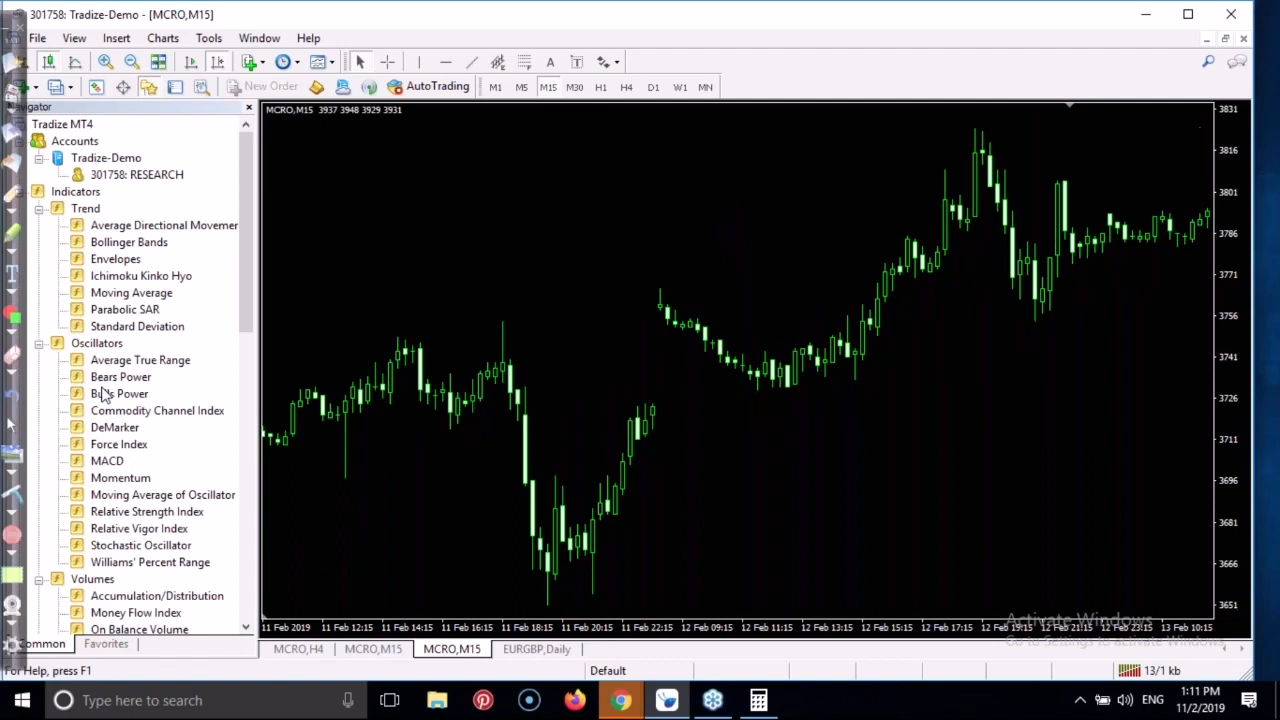 301758: Tradize-Demo - [MCRO,M15]
File View Insert Charts Tools Window Help
New Order AutoTrading M1 M5 M15 M30 H1 H4 D1 W1 MN
MCRO,M15 3937 3948 3929 3931
Tradize MT4
Accounts
Tradize-Demo
301758: RESEARCH
Indicators
Trend
Average Directional Movemer
Bollinger Bands
Envelopes
Ichimoku Kinko Hyo
Moving Average
Parabolic SAR
Standard Deviation
Oscillators
Average True Range
Bears Power
Power
Commodity Channel Index
DeMarker
Force Index
MACD
Momentum
Moving Average of Oscillator
Relative Strength Index
Relative Vigor Index
Stochastic Oscillator
Williams' Percent Range
Volumes
Accumulation/Distribution
Money Flow Index
On Balance Volume
Favorites
3831
3816
3801
3786
3771
3756
3741
3726
3711
3696
3681
3666
3651
11 Feb 2019 11 Feb 12:15 11 Feb 14:15 11 Feb 16:15 11 Feb 18:15 11 Feb 20:15 11 Feb 22:15 12 Feb 09:15 12 Feb 11:15 12 Feb 13:15 12 Feb 15:15 12 Feb 17:15 12 Feb 23:15 13 Feb 10:15
Activate Windows
Go to Settings to activate Windows.
MCRO,H4 MCRO,M15 MCRO,M15 EURGBP,Daily
For Help, press F1 Default 13/1 kb
Type here to search
ENG
1:11 PM
11/2/2019